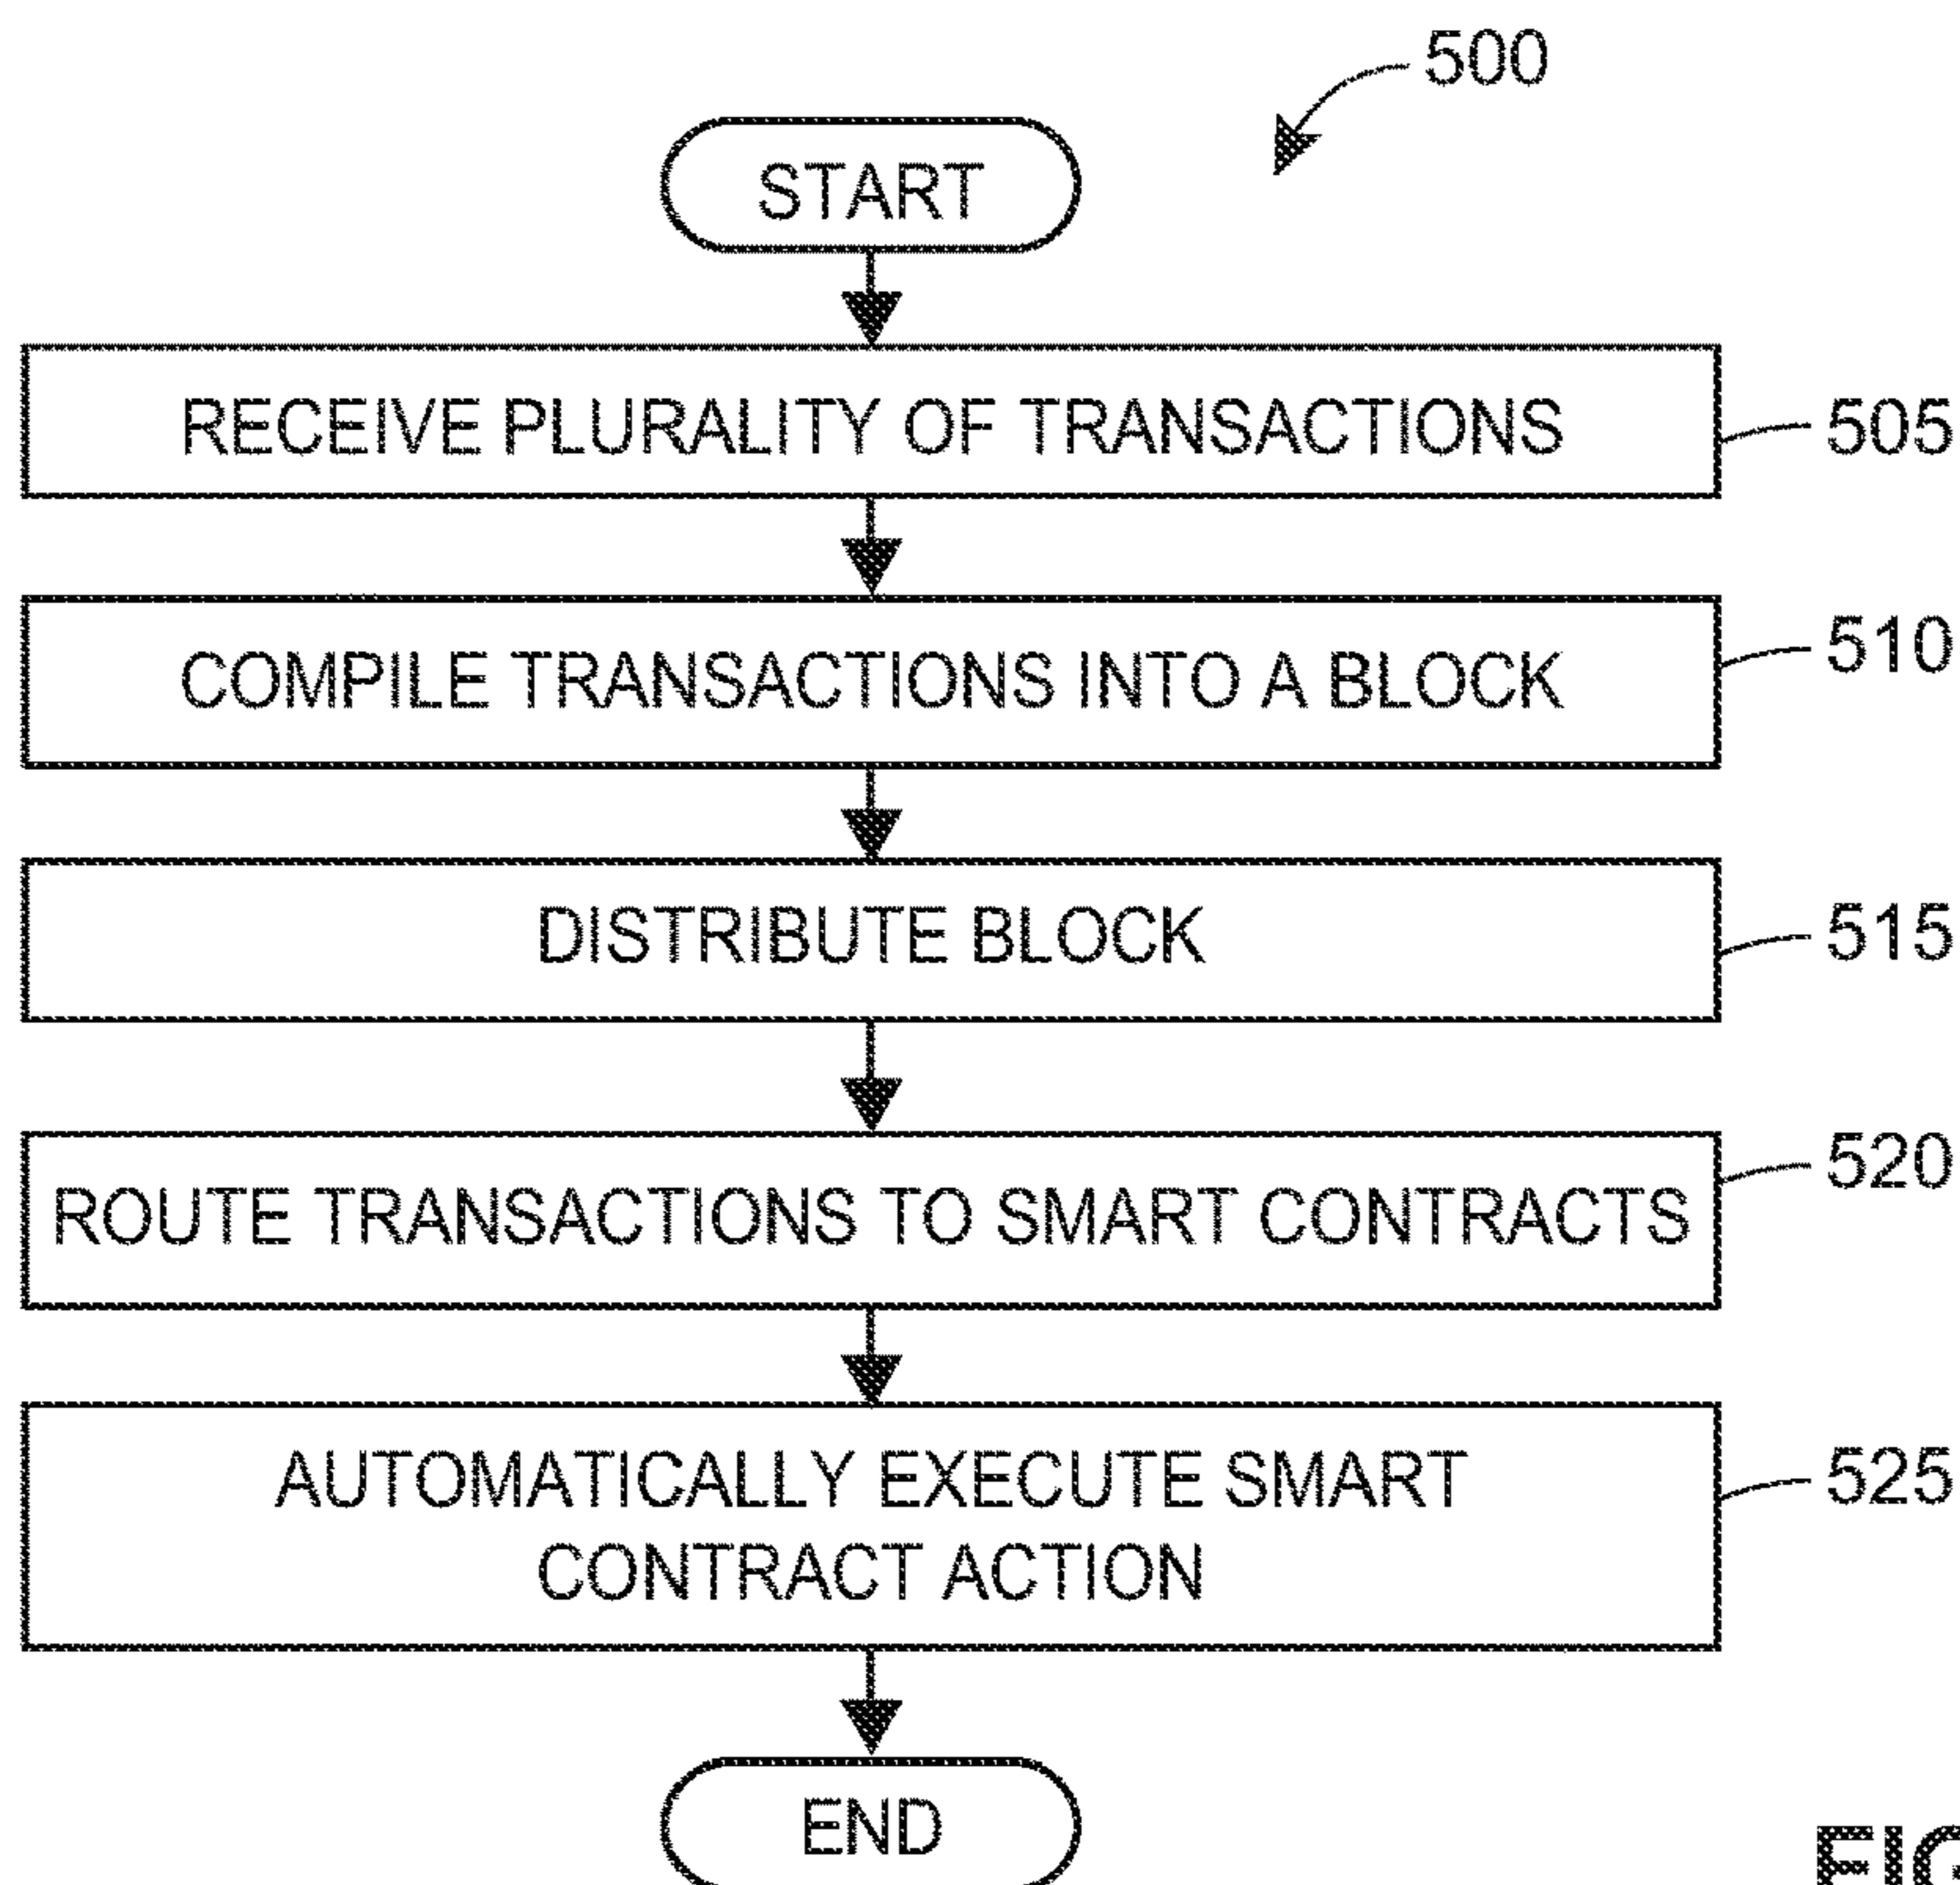 500
START
RECEIVE PLURALITY OF TRANSACTIONS
505
COMPILE TRANSACTIONS INTO A BLOCK
510
DISTRIBUTE BLOCK
515
ROUTE TRANSACTIONS TO SMART CONTRACTS
520
AUTOMATICALLY EXECUTE SMART
CONTRACT ACTION
525
END